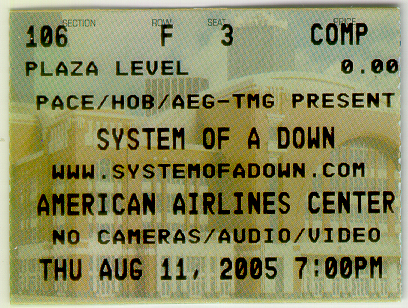 SECTION ROW SEAT PRICE
106 F 3 COMP
PLAZA LEVEL 0.00
PACE/HOB/AEG-TMG PRESENT
SYSTEM OF A DOWN
WWW.SYSTEMOFADOWN.COM
AMERICAN AIRLINES CENTER
NO CAMERAS/AUDIO/VIDEO
THU AUG 11, 2005 7:00PM